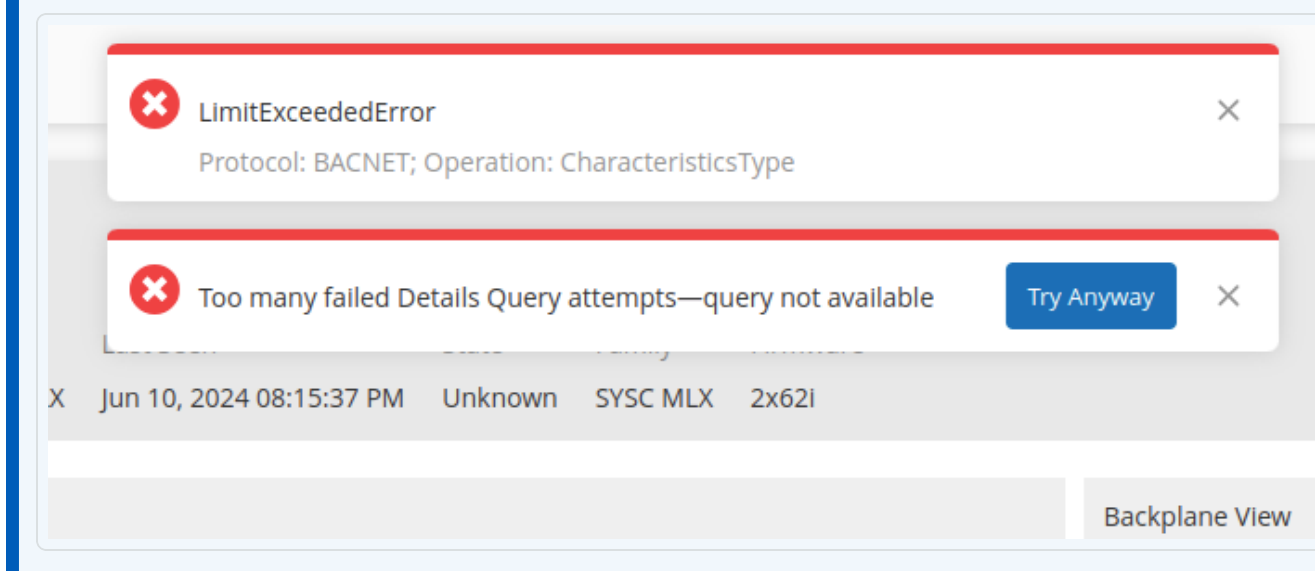 LimitExceededError
Protocol: BACNET; Operation: CharacteristicsType
Too many failed Details Query attempts—query not available
Try Anyway
X Jun 10, 2024 08:15:37 PM Unknown SYSC MLX 2x62i
Backplane View